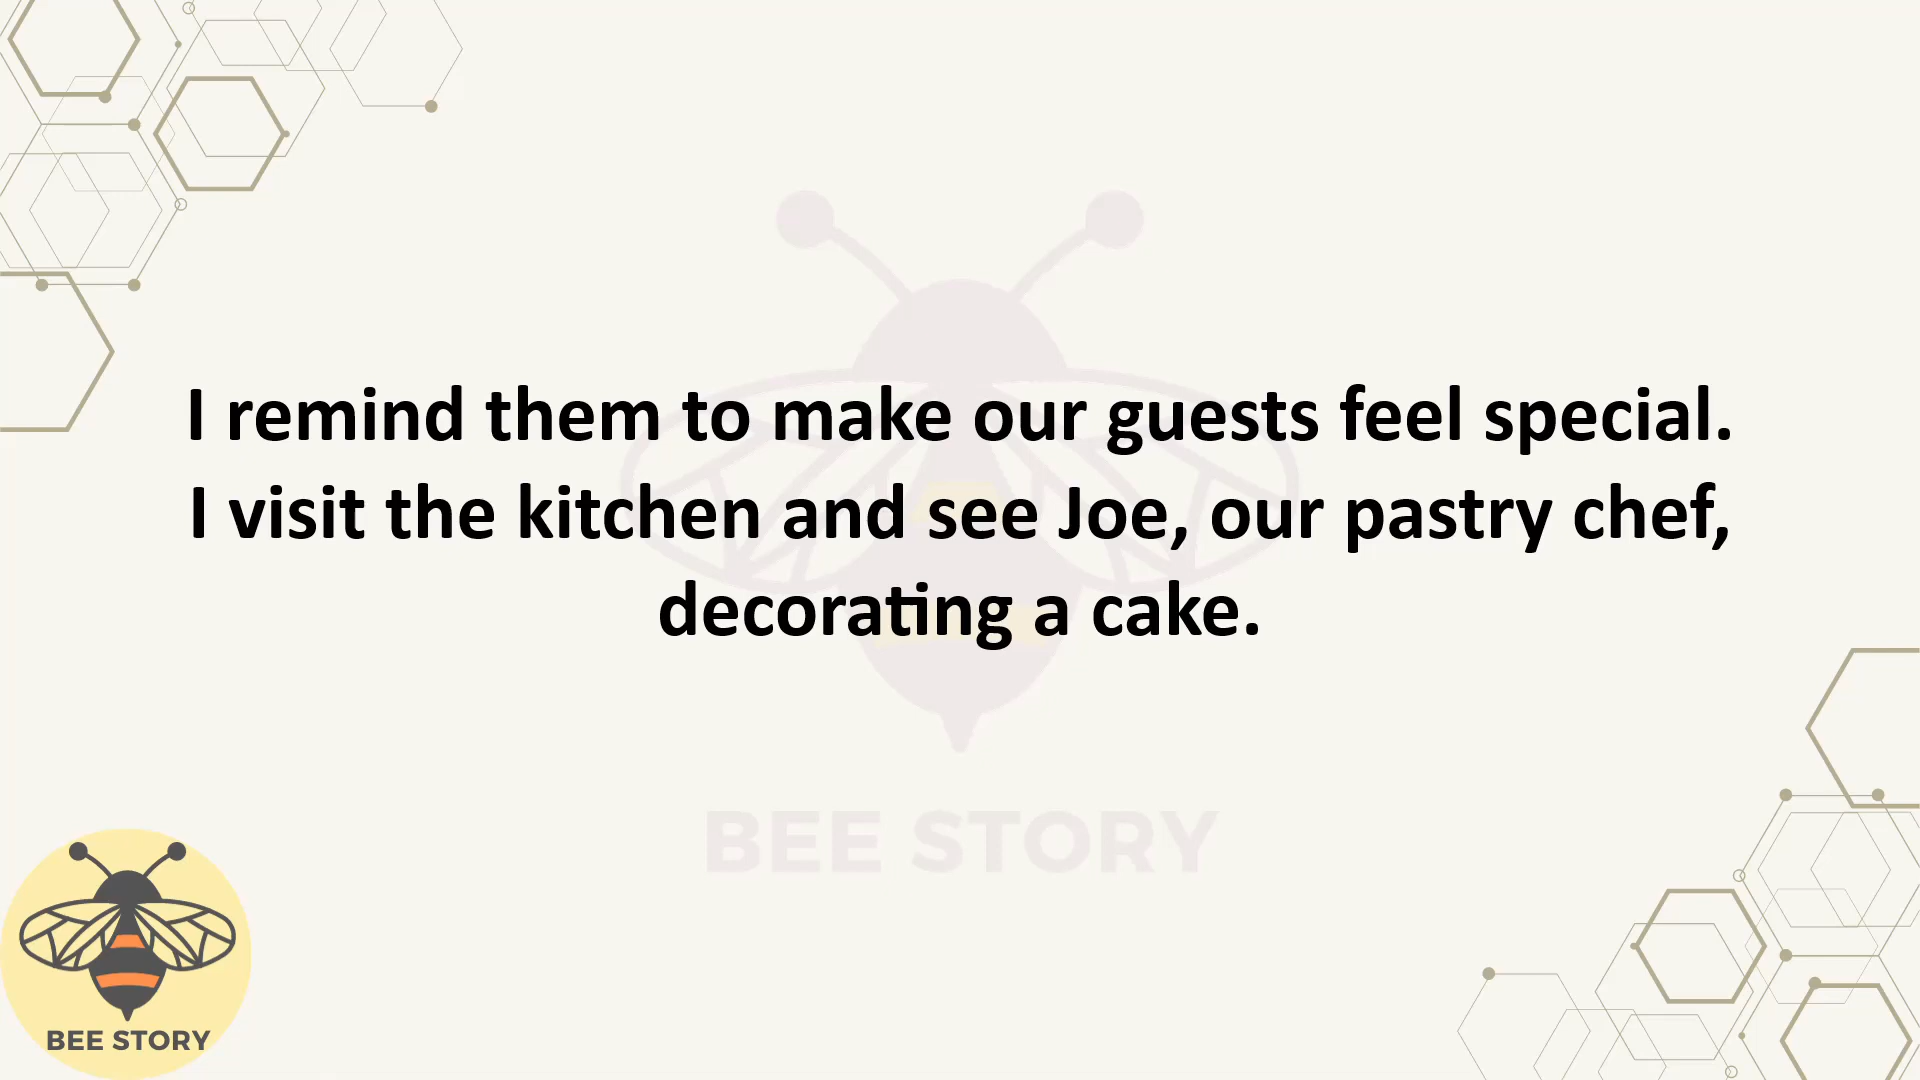 I remind them to make our guests feel special.
I visit the kitchen and see Joe, our pastry chef,
decorating a cake.
BEE STORY
BEE STORY